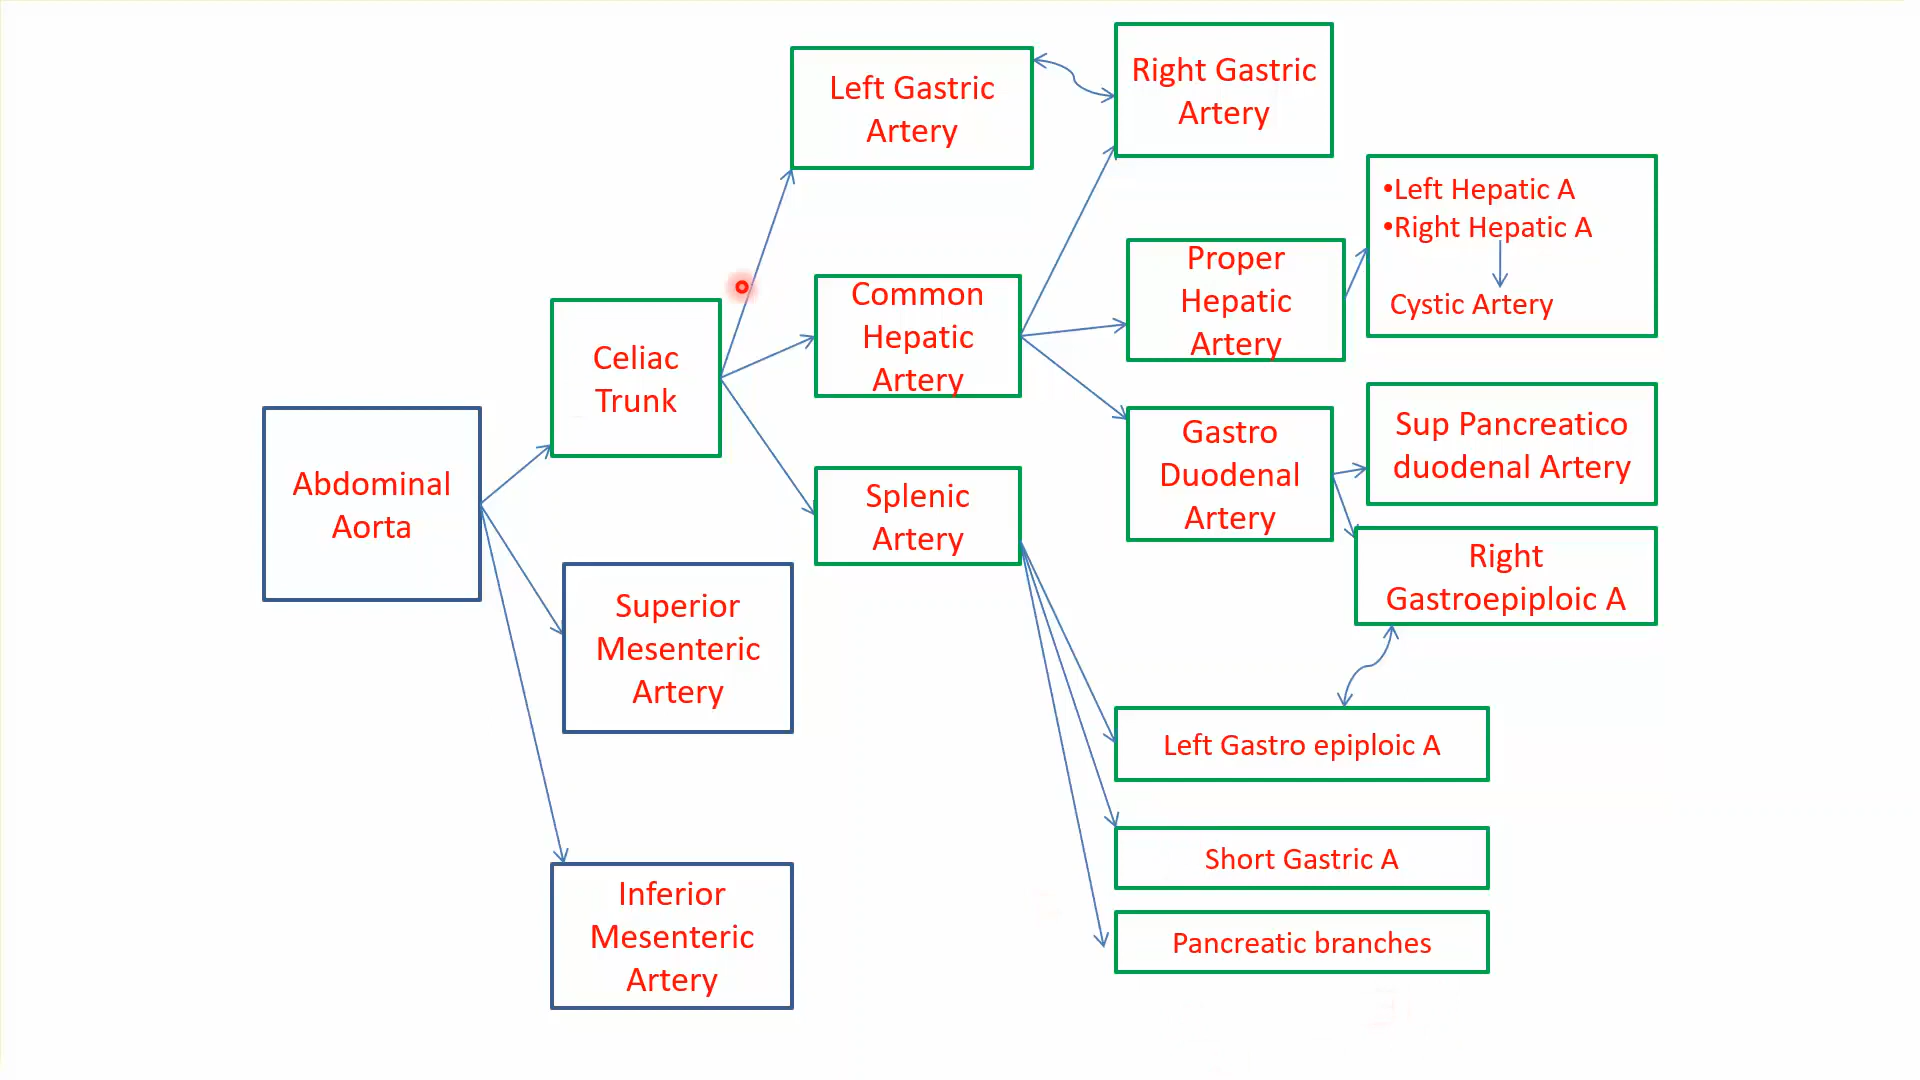 Left Gastric
Artery
Right Gastric
Artery
•Left Hepatic A
•Right Hepatic A
Cystic Artery
Proper
Hepatic
Artery
Common
Hepatic
Artery
Celiac
Trunk
Sup Pancreatico
duodenal Artery
Gastro
Duodenal
Artery
Abdominal
Aorta
Splenic
Artery
Right
Gastroepiploic A
Superior
Mesenteric
Artery
Left Gastro epiploic A
Short Gastric A
Inferior
Mesenteric
Artery
Pancreatic branches